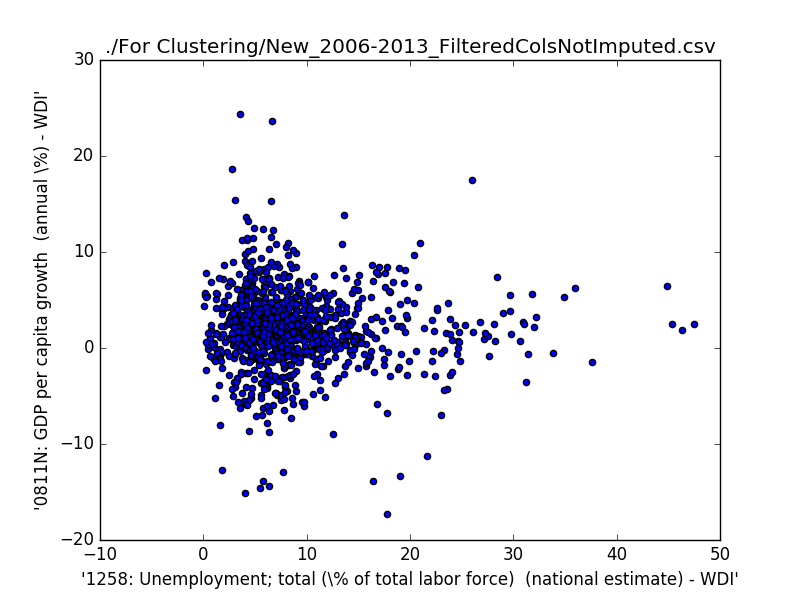 ./For Clustering/New_2006-2013_FilteredColsNotImputed.csv
30
20
10
0
−10
−20
'0811N: GDP per capita growth  (annual \%) - WDI'
−10 0 10 20 30 40 50
'1258: Unemployment; total (\% of total labor force)  (national estimate) - WDI'